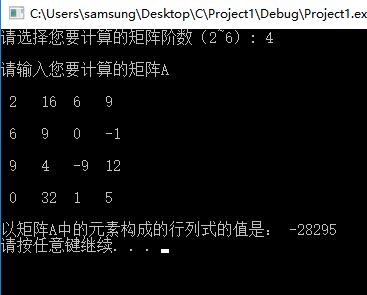 C:\Users\samsung\Desktop\C\Project1\Debug\Project1.ex
请选择您要计算的矩阵阶数（2~6）：4
请输入您要计算的矩阵A
2 16 6 9
6 9 0 -1
9 4 -9 12
0 32 1 5
以矩阵A中的元素构成的行列式的值是： -28295
请按任意键继续. . .